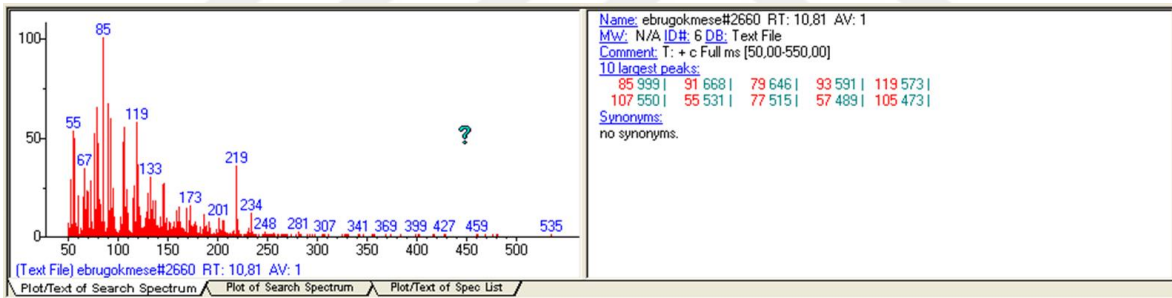 100
85
119
55
50
?
219
67
133
173
201
234
248
281
307
341
369
399
427
459
535
0
50
100
150
200
250
300
350
400
450
500
(Text File) ebrugokmese#2660 RT: 10,81 AV: 1
Plot/Text of Search Spectrum
Plot of Search Spectrum
Plot/Text of Spec List
Name: ebrugokmese#2660 RT: 10,81 AV: 1
MW: N/A ID#: 6 DB: Text File
Comment: T: + c Full ms [50,00-550,00]
10 largest peaks:
85 999 | 91 668 | 79 646 | 93 591 | 119 573 |
107 550 | 55 531 | 77 515 | 57 489 | 105 473 |
Synonyms:
no synonyms.